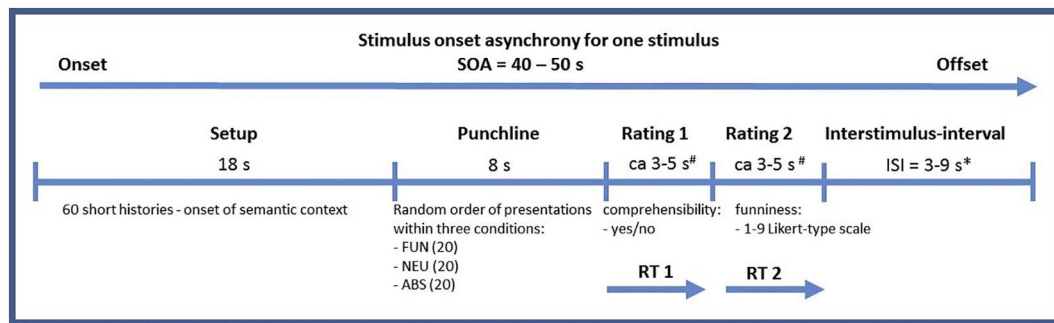 Stimulus onset asynchrony for one stimulus
Onset
SOA = 40 – 50 s
Offset
Setup
Punchline
Rating 1
Rating 2
Interstimulus-interval
18 s
8 s
ca 3-5 s#
ca 3-5 s#
ISI = 3-9 s*
60 short histories - onset of semantic context
Random order of presentations
within three conditions:
- FUN (20)
- NEU (20)
- ABS (20)
comprehensibility:
- yes/no
funniness:
- 1-9 Likert-type scale
RT 1
RT 2